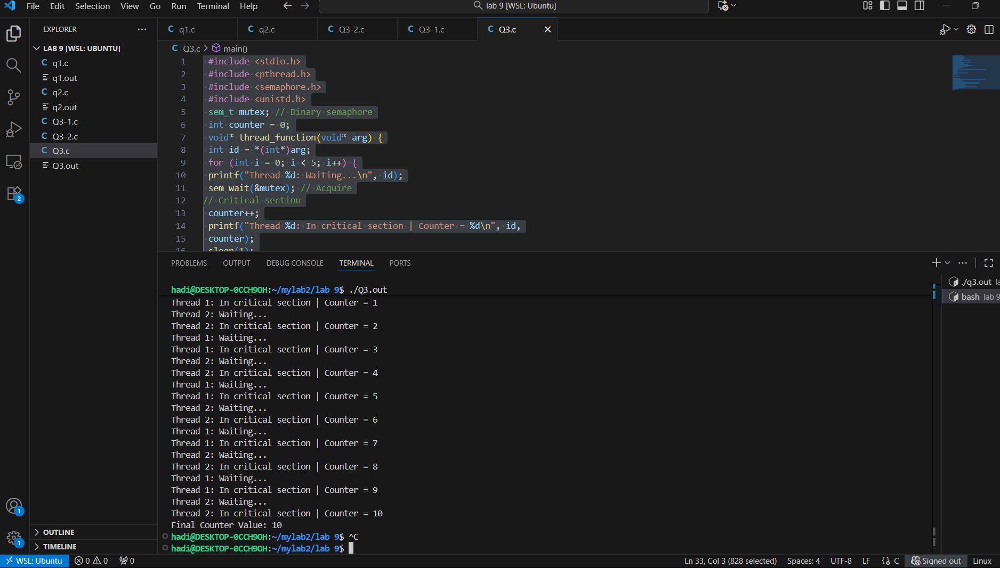 File Edit Selection View Go Run Terminal Help
lab 9 [WSL: Ubuntu]
EXPLORER
LAB 9 [WSL: UBUNTU]
C q1.c
q1.out
C q2.c
q2.out
C Q3-1.c
C Q3-2.c
C Q3.c
Q3.out
2
1
1
OUTLINE
TIMELINE
C q1.c
C q2.c
C Q3-2.c
C Q3-1.c
C Q3.c
C Q3.c > main()
1 #include <stdio.h>
2 #include <pthread.h>
3 #include <semaphore.h>
4 #include <unistd.h>
5 sem_t mutex; // Binary semaphore
6 int counter = 0;
7 void* thread_function(void* arg) {
8 int id = *(int*)arg;
9 for (int i = 0; i < 5; i++) {
10 printf("Thread %d: Waiting...\n", id);
11 sem_wait(&mutex); // Acquire
12 // Critical section
13 counter++;
14 printf("Thread %d: In critical section | Counter = %d\n", id,
15 counter);
16 sleep(1);
PROBLEMS OUTPUT DEBUG CONSOLE TERMINAL PORTS
hadi@DESKTOP-0CCH9OH:~/mylab2/lab 9$ ./Q3.out
Thread 1: In critical section | Counter = 1
Thread 2: Waiting...
Thread 2: In critical section | Counter = 2
Thread 1: Waiting...
Thread 1: In critical section | Counter = 3
Thread 2: Waiting...
Thread 2: In critical section | Counter = 4
Thread 1: Waiting...
Thread 1: In critical section | Counter = 5
Thread 2: Waiting...
Thread 2: In critical section | Counter = 6
Thread 1: Waiting...
Thread 1: In critical section | Counter = 7
Thread 2: Waiting...
Thread 2: In critical section | Counter = 8
Thread 1: Waiting...
Thread 1: In critical section | Counter = 9
Thread 2: Waiting...
Thread 2: In critical section | Counter = 10
Final Counter Value: 10
hadi@DESKTOP-0CCH9OH:~/mylab2/lab 9$ ^C
hadi@DESKTOP-0CCH9OH:~/mylab2/lab 9$
./q3.out la
bash lab 9
WSL: Ubuntu 0 0 0
Ln 33, Col 3 (828 selected) Spaces: 4 UTF-8 LF C Signed out Linux